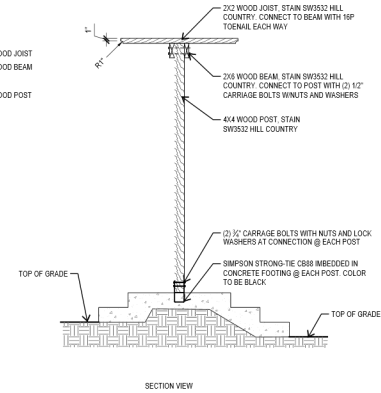 2X2 WOOD JOIST, STAIN SW3532 HILL
COUNTRY. CONNECT TO BEAM WITH 16P
TOENAIL EACH WAY
1"
R1"
OOD JOIST
OOD BEAM
OOD POST
2X6 WOOD BEAM, STAIN SW3532 HILL
COUNTRY. CONNECT TO POST WITH (2) 1/2"
CARRIAGE BOLTS W/NUTS AND WASHERS
4X4 WOOD POST, STAIN
SW3532 HILL COUNTRY
(2) CARRAGE BOLTS WITH NUTS AND LOCK
WASHERS AT CONNECTION @ EACH POST
SIMPSON STRONG-TIE CB88 IMBEDDED IN
CONCRETE FOOTING @ EACH POST. COLOR
TO BE BLACK
TOP OF GRADE
TOP OF GRADE
SECTION VIEW